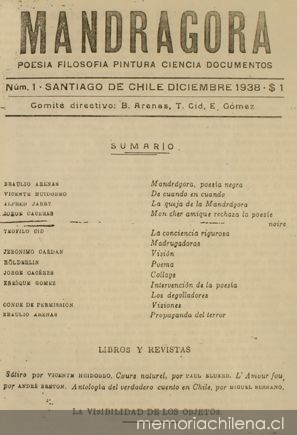 MANDRAGORA
POESIA FILOSOFIA PINTURA CIENCIA DOCUMENTOS
Núm. 1 - SANTIAGO DE CHILE DICIEMBRE 1938 - $ 1
Comité directivo: B. Arenas, T. Cid, E. Gómez
SUMARIO
BRAULIO ARENAS Mandrágora, poesía negra
VICENTE HUIDOBRO De cuando en cuando
ALFRED JARRY La queja de la Mandrágora
JORGE CACERES Mon cher amique rechaza la poesie
noire
TEOFILO CID La conciencia rigurosa
Madrugadoras
JERONIMO CARDAN Visión
HÖLDERLIN Poema
JORGE CACÉRES Collage
ENRIQUE GOMEZ Intervención de la poesía
Los degolladores
CONDE DE PERMISSION Visiones
BRAULIO ARENAS Propaganda del terror
LIBROS Y REVISTAS
Sátiro por VICENTE HUIDOBRO, Cours naturel, por PAUL ELUARD. L' Amour fou
por ANDRÉ BRETON. Antología del verdadero cuento en Chile, por MIGUEL SERRANO.
LA VISIBILIDAD DE LOS OBJETOS.
memoriachilena.cl